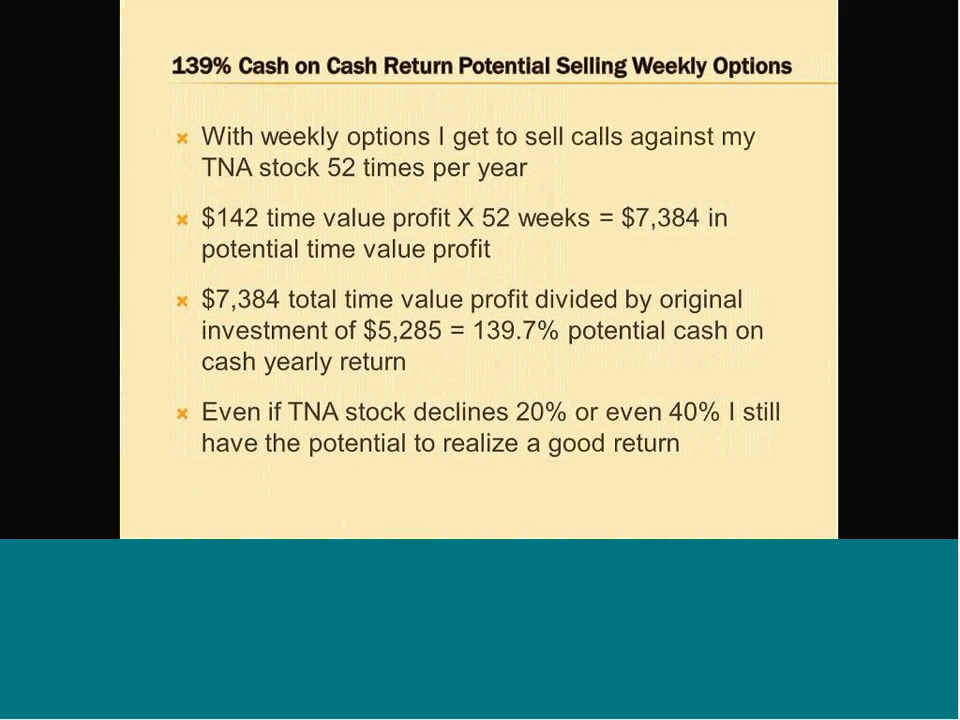 139% Cash on Cash Return Potential Selling Weekly Options
With weekly options I get to sell calls against my
TNA stock 52 times per year
$142 time value profit X 52 weeks = $7,384 in
potential time value profit
$7,384 total time value profit divided by original
investment of $5,285 = 139.7% potential cash on
cash yearly return
Even if TNA stock declines 20% or even 40% I still
have the potential to realize a good return